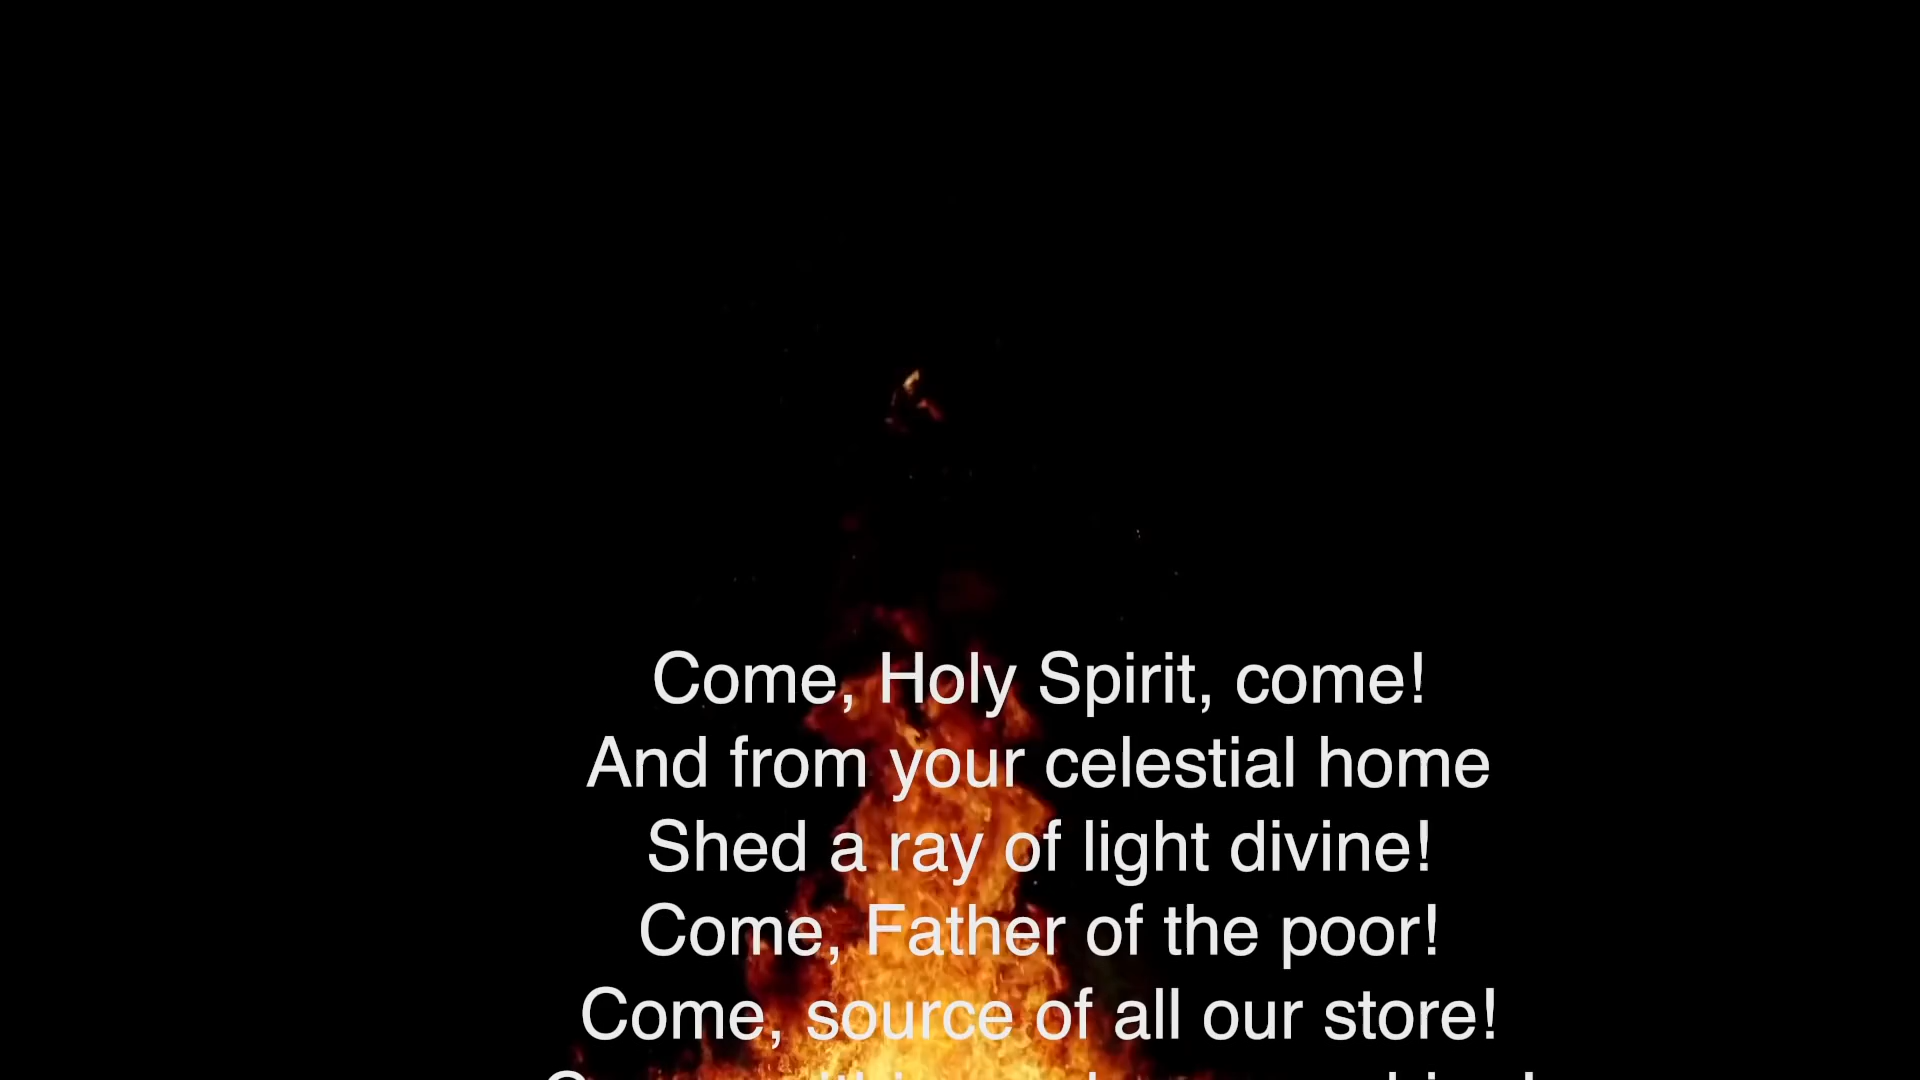 Come, Holy Spirit, come!
And from your celestial home
Shed a ray of light divine!
Come, Father of the poor!
Come, source of all our store!